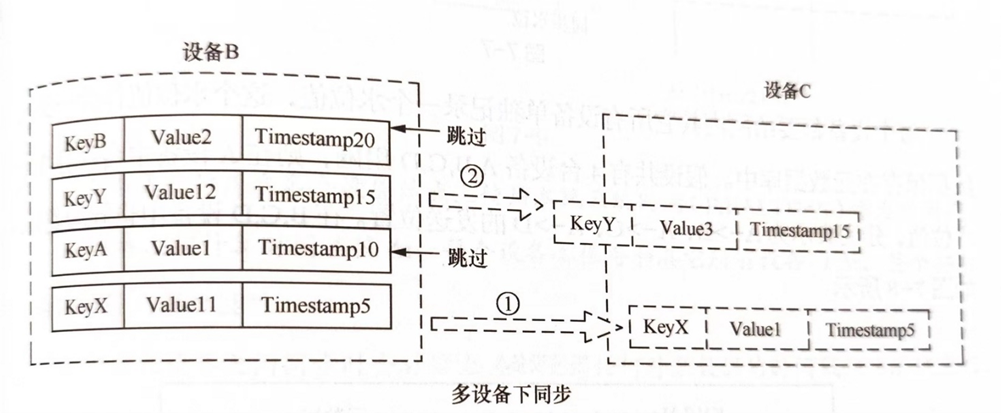 设备B
设备C
KeyB Value2 Timestamp20
跳过
KeyY Value12 Timestamp15
②
KeyY Value3 Timestamp15
KeyA Value1 Timestamp10
跳过
KeyX Value11 Timestamp5
①
KeyX Value1 Timestamp5
多设备下同步